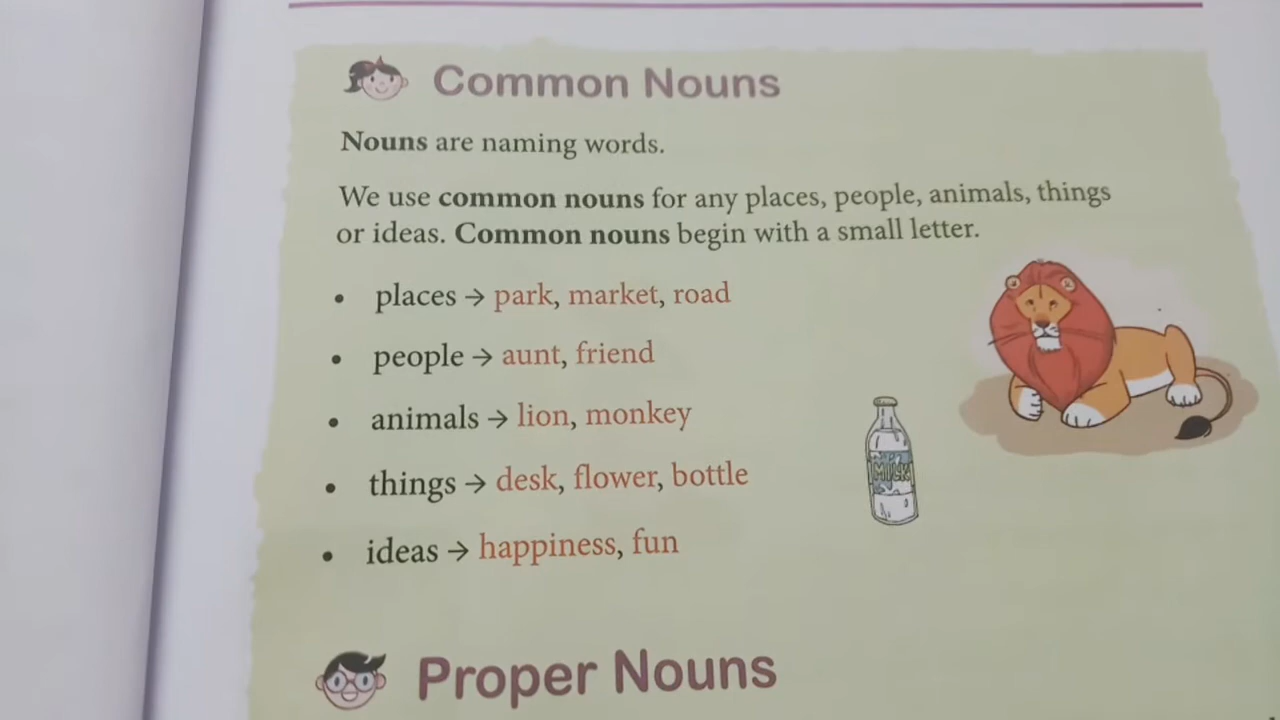 Common Nouns
Nouns are naming words.
We use common nouns for any places, people, animals, things
or ideas. Common nouns begin with a small letter.
• places → park, market, road
• people → aunt, friend
• animals → lion, monkey
• things → desk, flower, bottle
MILK
• ideas → happiness, fun
Proper Nouns